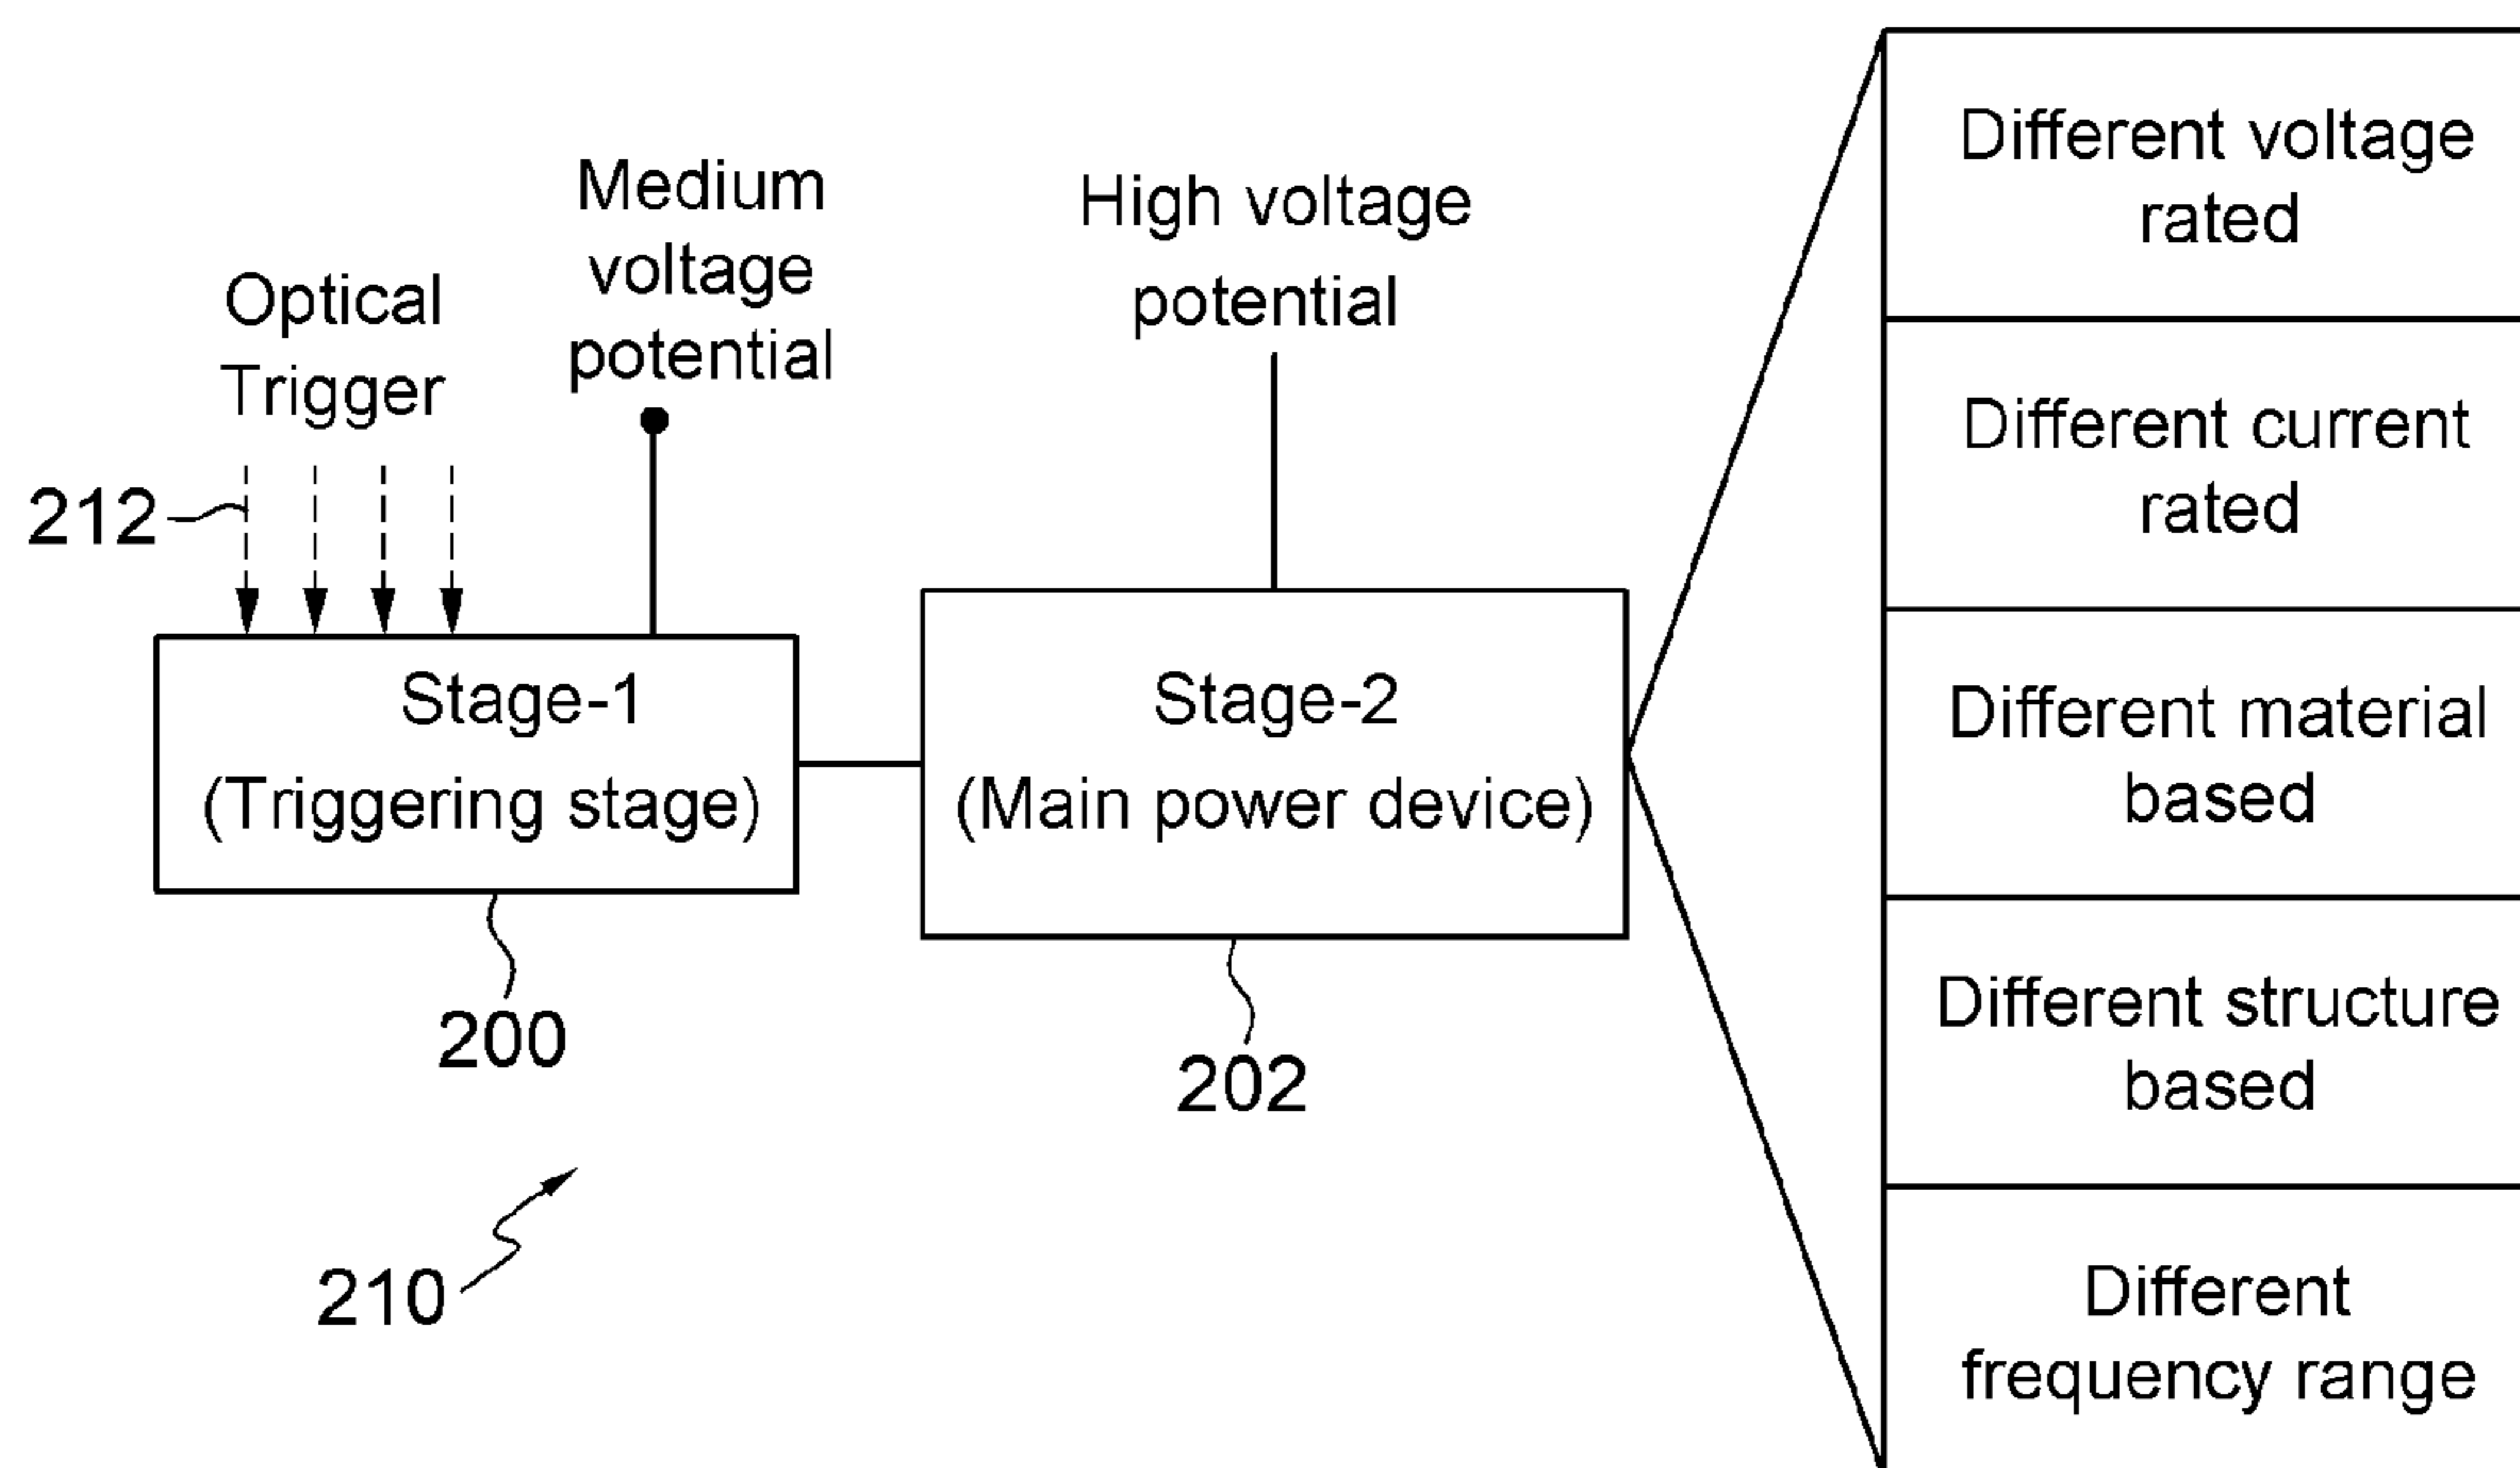 Optical
Trigger
212
Medium
voltage
potential
High voltage
potential
Stage-1
(Triggering stage)
200
Stage-2
(Main power device)
202
210
Different voltage
rated
Different current
rated
Different material
based
Different structure
based
Different
frequency range